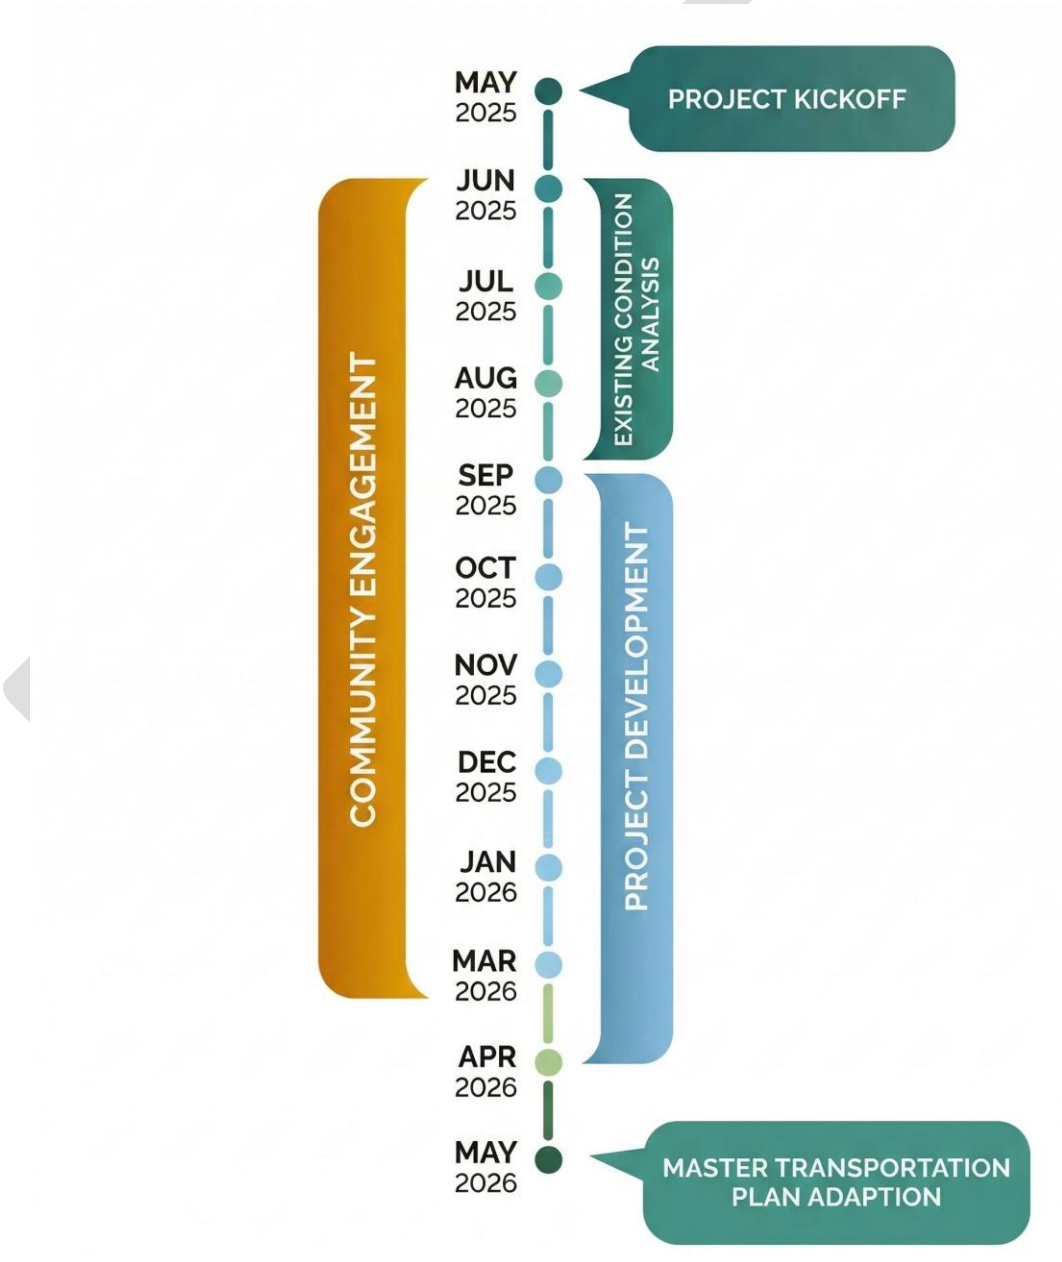 MAY
2025
PROJECT KICKOFF
JUN
2025
JUL
2025
AUG
2025
SEP
2025
OCT
2025
NOV
2025
DEC
2025
JAN
2026
MAR
2026
APR
2026
MAY
2026
COMMUNITY ENGAGEMENT
EXISTING CONDITION
ANALYSIS
PROJECT DEVELOPMENT
MASTER TRANSPORTATION
PLAN ADAPTION